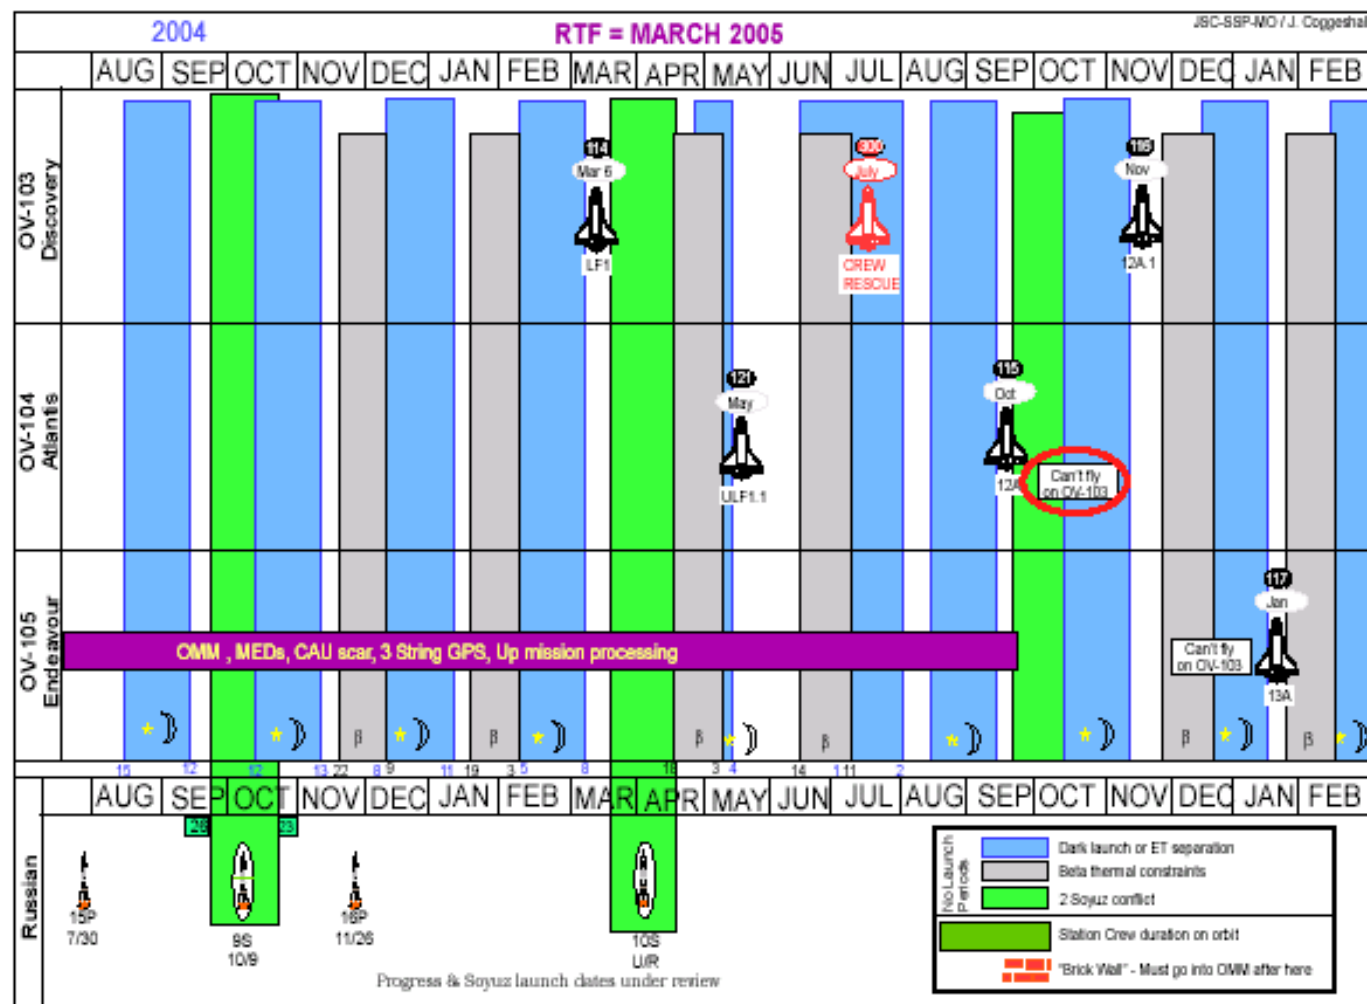 JSC-SSP-MO / J. Coggeshall
2004
RTF = MARCH 2005
AUG SEP OCT NOV DEC JAN FEB MAR APR MAY JUN JUL AUG SEP OCT NOV DEC JAN FEB
OV-103
Discovery
114
Mar 6
LF1
300
July
CREW
RESCUE
116
Nov
12A.1
OV-104
Atlantis
121
May
ULF1.1
115
Oct
12A
Can't fly
on OV-103
OV-105
Endeavour
OMM , MEDs, CAU scar, 3 String GPS, Up mission processing
117
Jan
Can't fly
on OV-103
13A
β β β β β β
15 12 12 13 22 8 9 11 19 3 5 8 18 3 4 14 1 11 2
AUG SEP OCT NOV DEC JAN FEB MAR APR MAY JUN JUL AUG SEP OCT NOV DEC JAN FEB
Russian
26 23
15P
7/30
9S
10/9
16P
11/26
10S
U/R
Progress & Soyuz launch dates under review
No Launch
Periods
Dark launch or ET separation
Beta thermal constraints
2 Soyuz conflict
Station Crew duration on orbit
"Brick Wall" - Must go into OMM after here